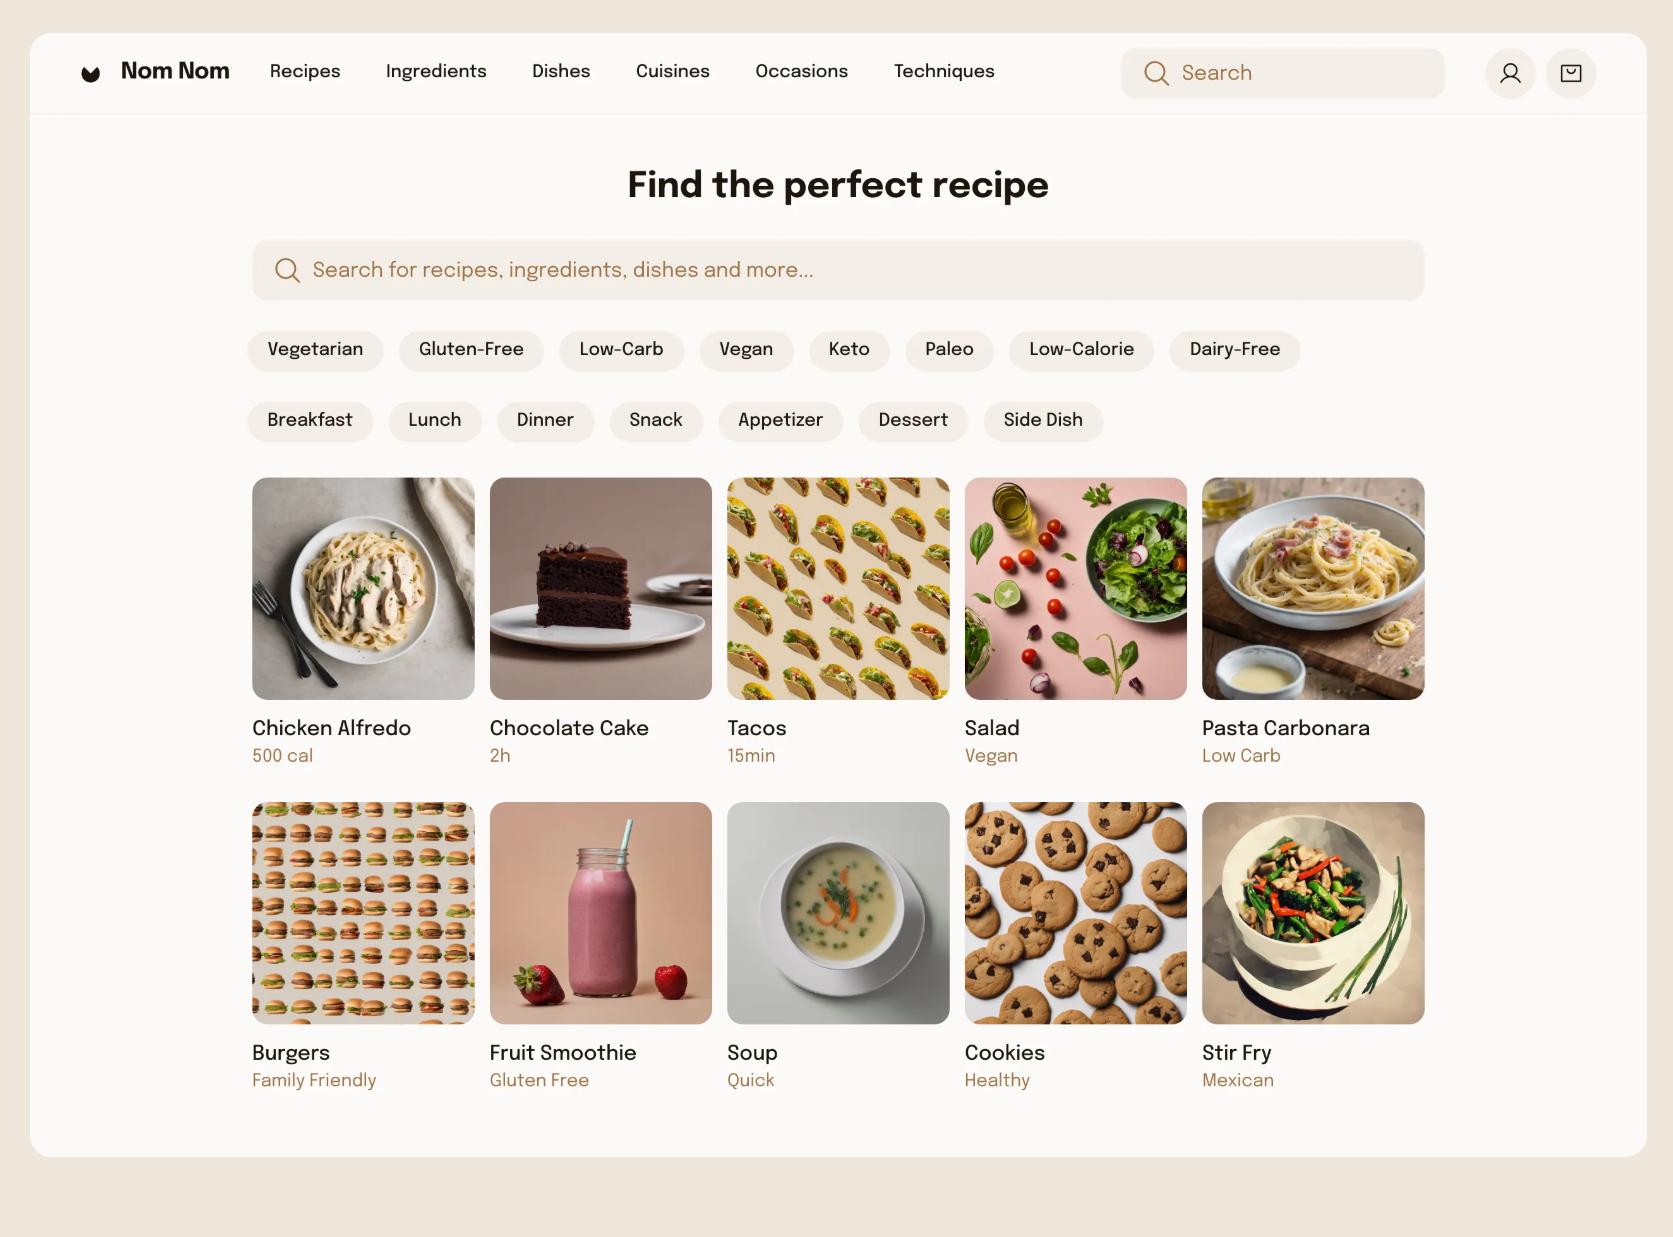 Nom Nom Recipes Ingredients Dishes Cuisines Occasions Techniques Search
Find the perfect recipe
Search for recipes, ingredients, dishes and more...
Vegetarian Gluten-Free Low-Carb Vegan Keto Paleo Low-Calorie Dairy-Free
Breakfast Lunch Dinner Snack Appetizer Dessert Side Dish
Chicken Alfredo Chocolate Cake Tacos Salad Pasta Carbonara
500 cal 2h 15min Vegan Low Carb
Burgers Fruit Smoothie Soup Cookies Stir Fry
Family Friendly Gluten Free Quick Healthy Mexican